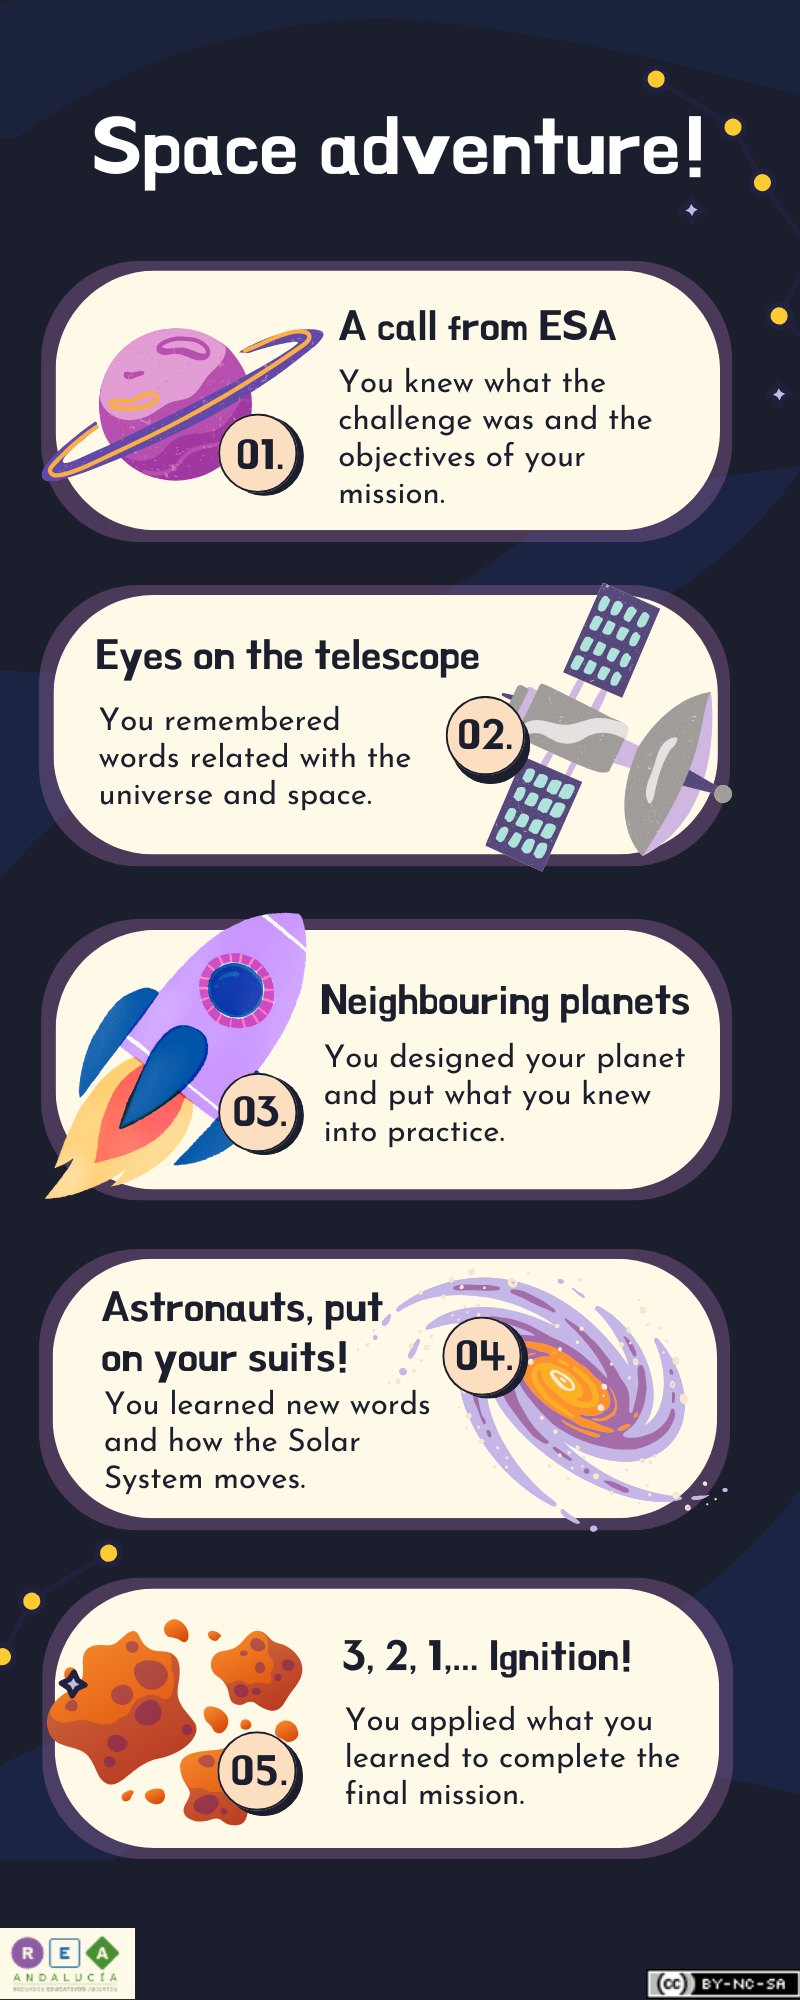 Space adventure!
A call from ESA
You knew what the
challenge was and the
objectives of your
mission.
01.
Eyes on the telescope
You remembered
words related with the
universe and space.
02.
Neighbouring planets
You designed your planet
and put what you knew
into practice.
03.
Astronauts, put
on your suits!
You learned new words
and how the Solar
System moves.
04.
3, 2, 1,... Ignition!
You applied what you
learned to complete the
final mission.
05.
R E A
ANDALUCÍA
RECURSOS EDUCATIVOS ABIERTOS
cc BY-NC-SA